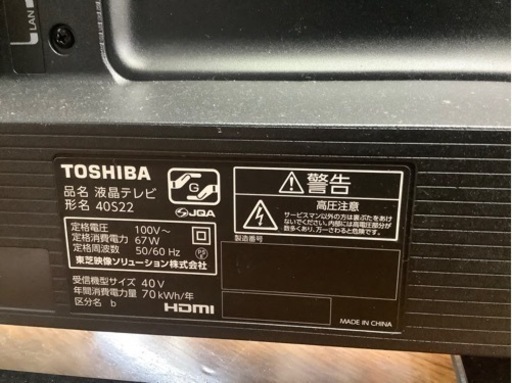 LAN
TOSHIBA
品名 液晶テレビ
形名 40S22
G
JQA
定格電圧 100V~
定格消費電力 67W
定格周波数 50/60 Hz
東芝映像ソリューション株式会社
受信機型サイズ 40V
年間消費電力量 70kWh/年
区分名 b
HDMI
警告
高圧注意
サービスマン以外の方は裏ぶたをあけ
ないでください。内部には高電圧部分が
数多くあり、万一さわると危険です。
製造番号
MADE IN CHINA